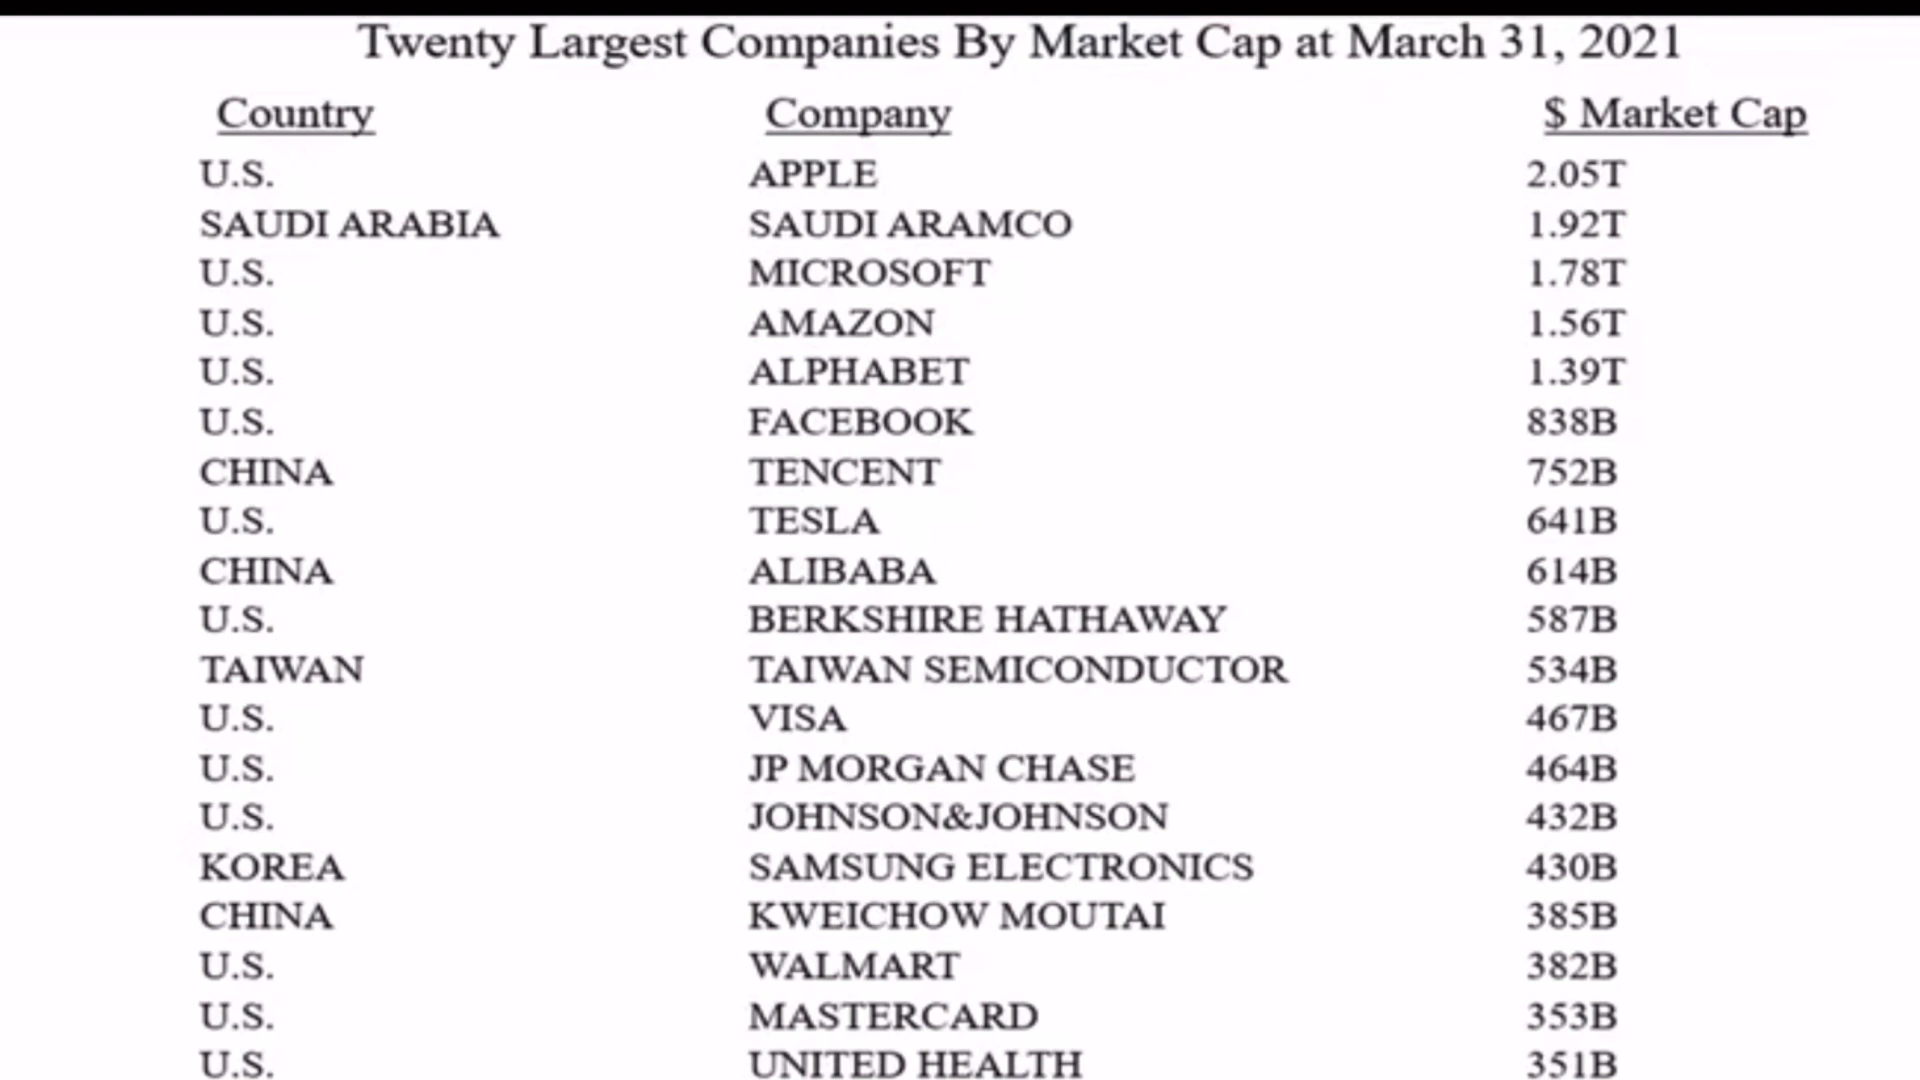 Twenty Largest Companies By Market Cap at March 31, 2021
Country Company $ Market Cap
U.S. APPLE 2.05T
SAUDI ARABIA SAUDI ARAMCO 1.92T
U.S. MICROSOFT 1.78T
U.S. AMAZON 1.56T
U.S. ALPHABET 1.39T
U.S. FACEBOOK 838B
CHINA TENCENT 752B
U.S. TESLA 641B
CHINA ALIBABA 614B
U.S. BERKSHIRE HATHAWAY 587B
TAIWAN TAIWAN SEMICONDUCTOR 534B
U.S. VISA 467B
U.S. JP MORGAN CHASE 464B
U.S. JOHNSON&JOHNSON 432B
KOREA SAMSUNG ELECTRONICS 430B
CHINA KWEICHOW MOUTAI 385B
U.S. WALMART 382B
U.S. MASTERCARD 353B
U.S. UNITED HEALTH 351B